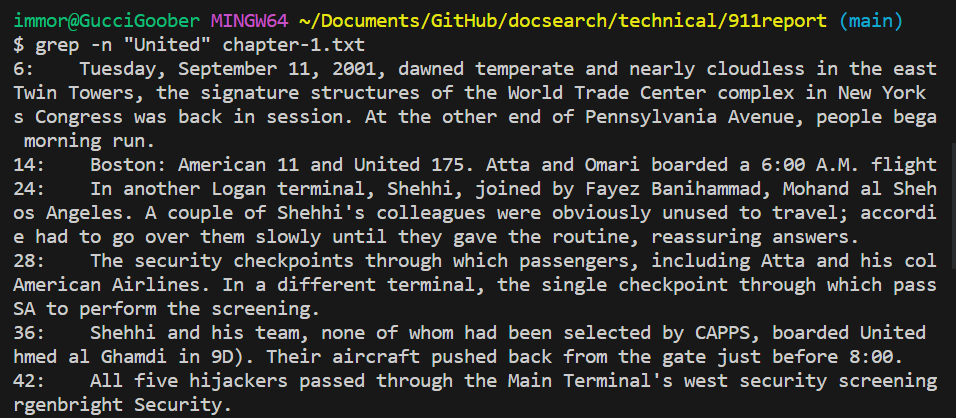 immor@GucciGoober MINGW64 ~/Documents/GitHub/docsearch/technical/911report (main)
$ grep -n "United" chapter-1.txt
6:    Tuesday, September 11, 2001, dawned temperate and nearly cloudless in the east
Twin Towers, the signature structures of the World Trade Center complex in New York
s Congress was back in session. At the other end of Pennsylvania Avenue, people bega
 morning run.
14:    Boston: American 11 and United 175. Atta and Omari boarded a 6:00 A.M. flight
24:    In another Logan terminal, Shehhi, joined by Fayez Banihammad, Mohand al Sheh
os Angeles. A couple of Shehhi's colleagues were obviously unused to travel; accordi
e had to go over them slowly until they gave the routine, reassuring answers.
28:    The security checkpoints through which passengers, including Atta and his col
American Airlines. In a different terminal, the single checkpoint through which pass
SA to perform the screening.
36:    Shehhi and his team, none of whom had been selected by CAPPS, boarded United
hmed al Ghamdi in 9D). Their aircraft pushed back from the gate just before 8:00.
42:    All five hijackers passed through the Main Terminal's west security screening
rgenbright Security.